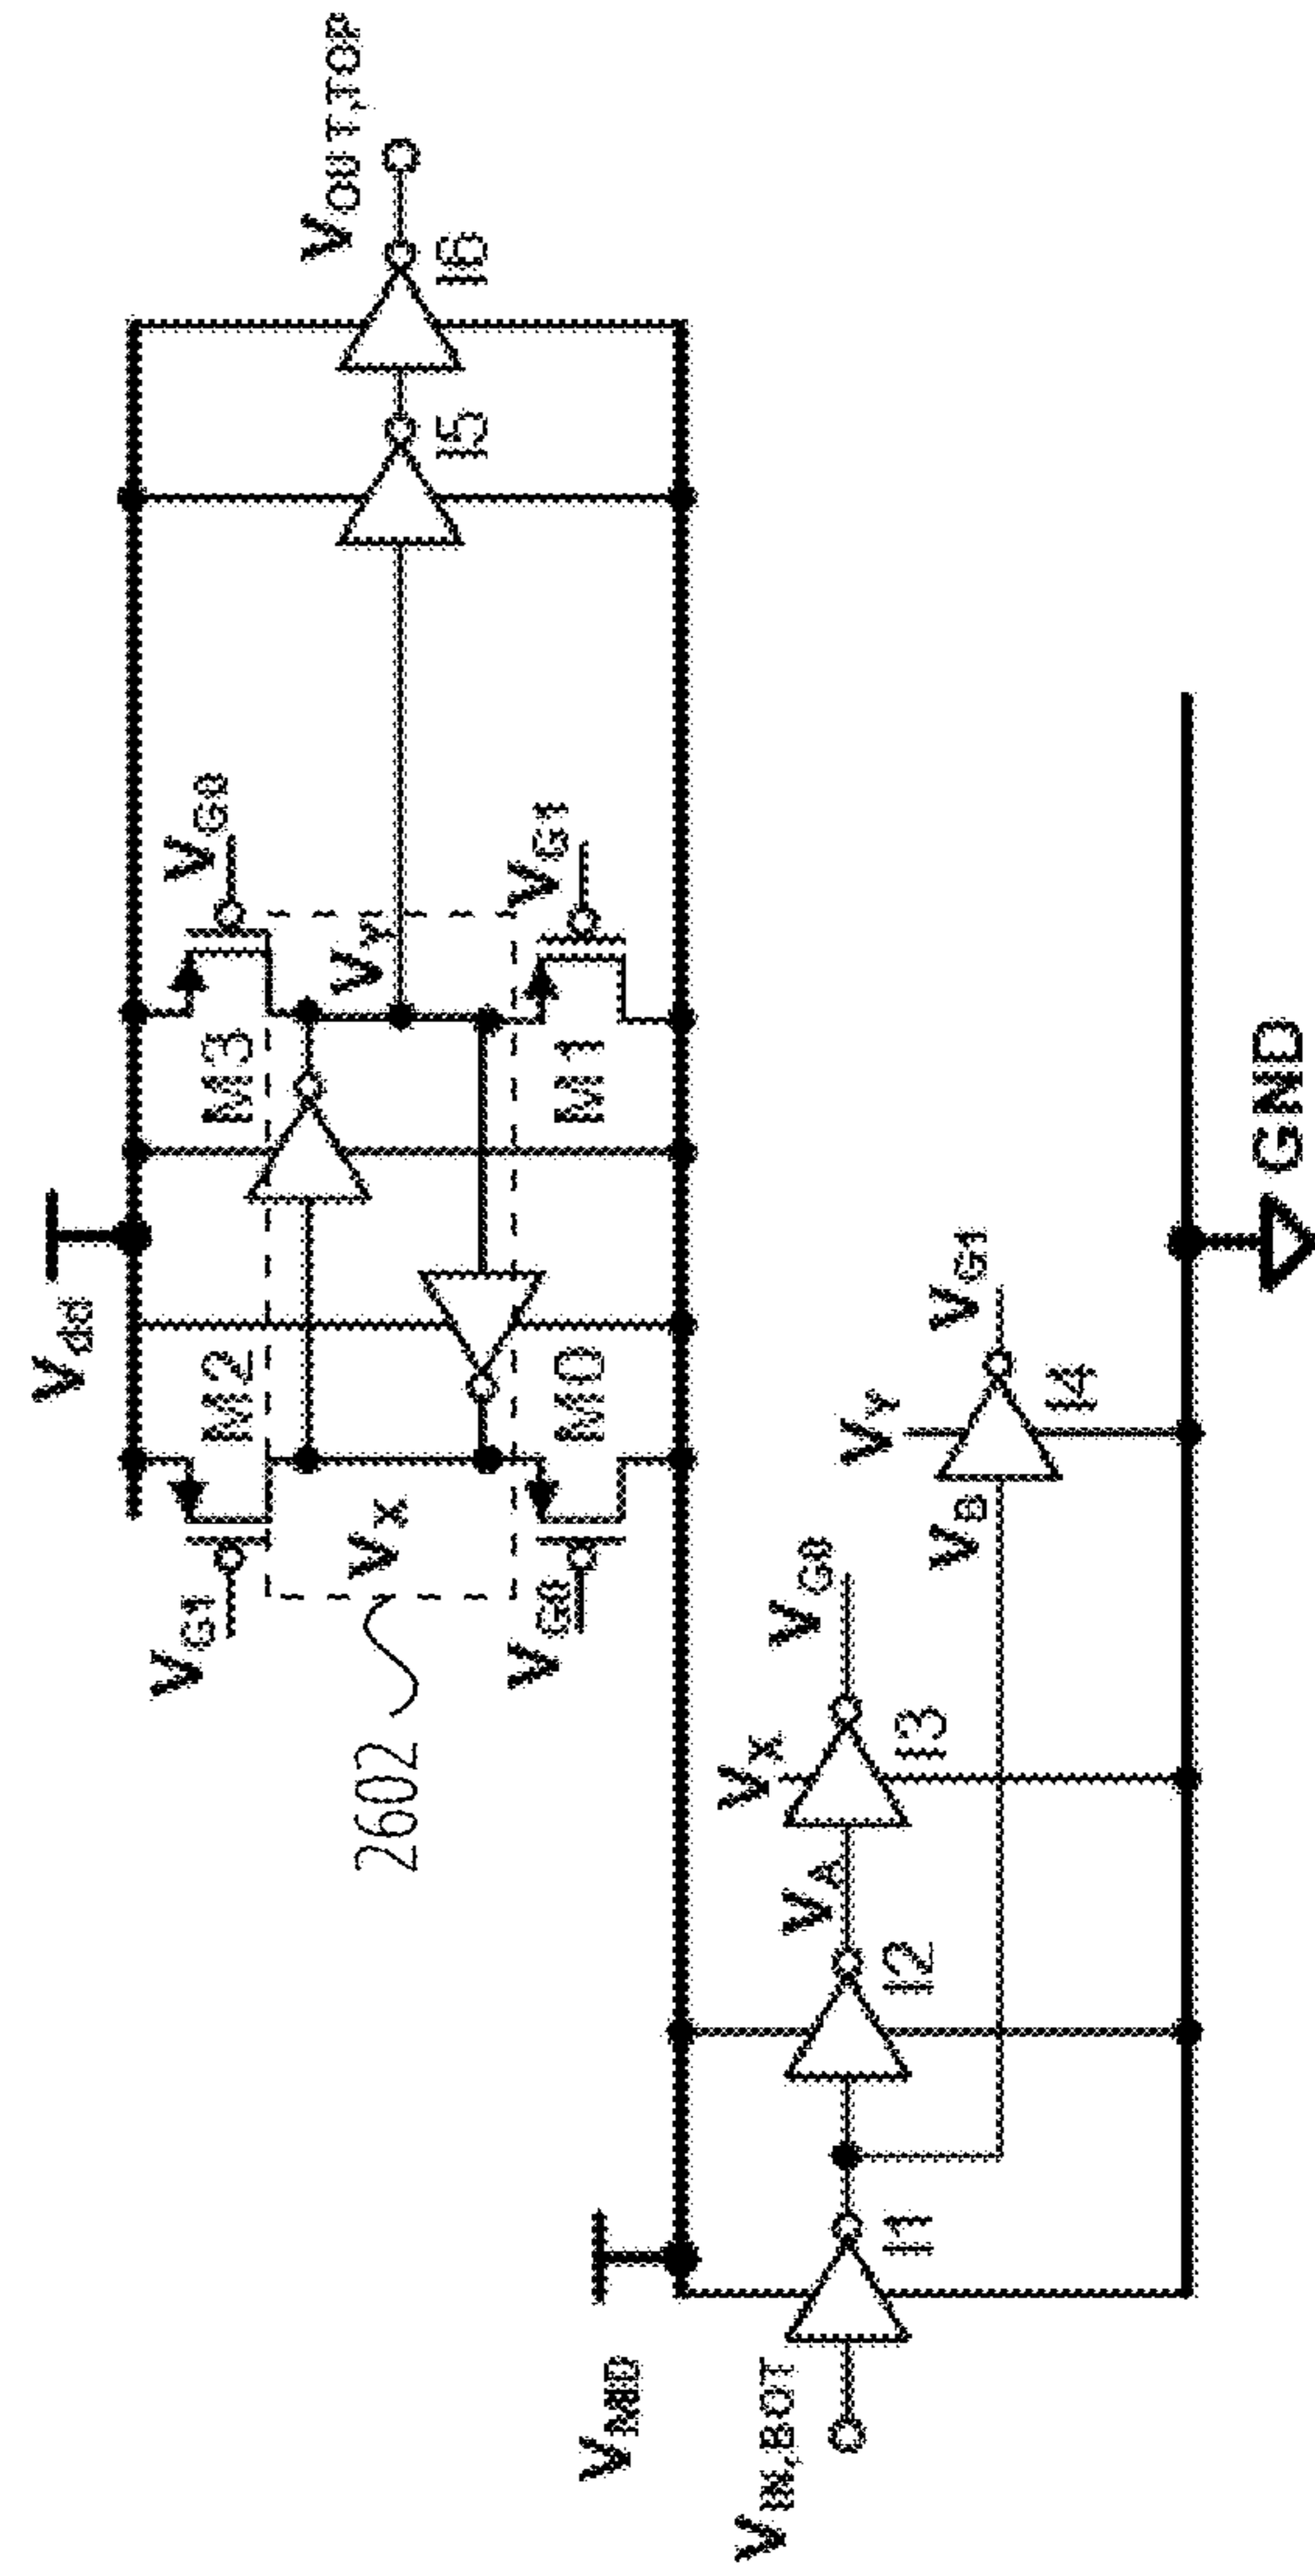 Vdd
VG1
M2
M3
VG0
VX
VY
2602
VG0
M0
M1
VG1
I5
I6
VOUT,TOP
VMID
VIN,BOT
I1
I2
VA
VX
I3
VG0
VB
VY
I4
VG1
GND